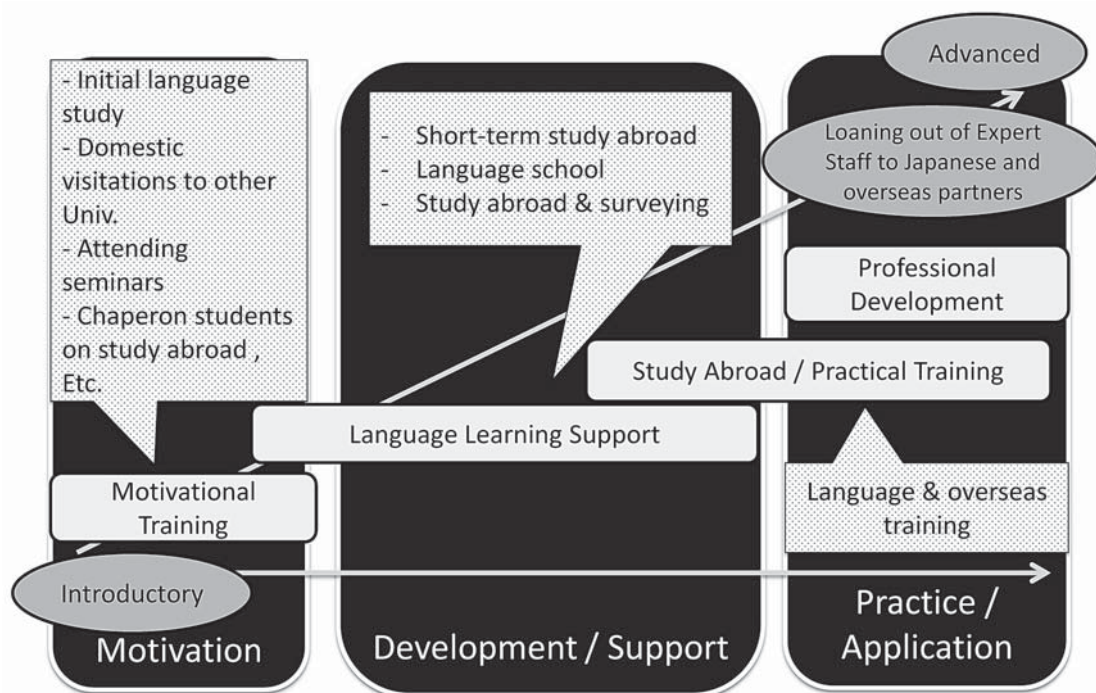 - Initial language
study
- Domestic
visitations to other
Univ.
- Attending
seminars
- Chaperon students
on study abroad ,
Etc.
Motivational
Training
Introductory
Motivation
- Short-term study abroad
- Language school
- Study abroad & surveying
Language Learning Support
Development / Support
Advanced
Loaning out of Expert
Staff to Japanese and
overseas partners
Professional
Development
Study Abroad / Practical Training
Language & overseas
training
Practice /
Application